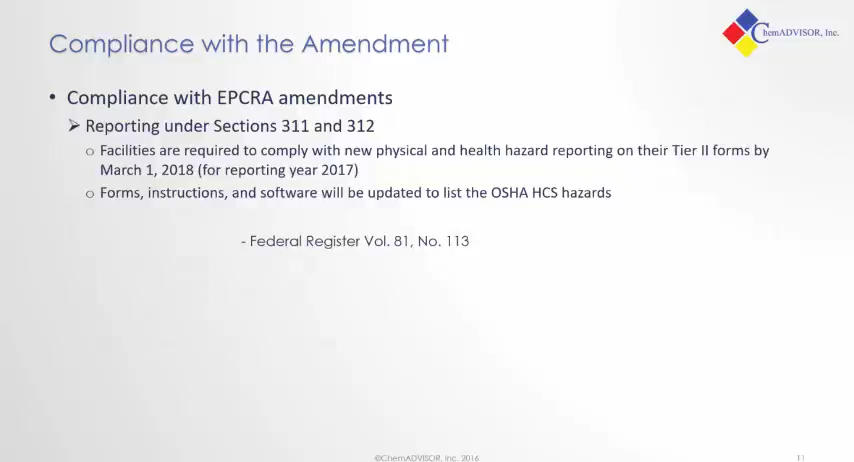 Compliance with the Amendment
ChemADVISOR, Inc.
• Compliance with EPCRA amendments
➢ Reporting under Sections 311 and 312
o Facilities are required to comply with new physical and health hazard reporting on their Tier II forms by
March 1, 2018 (for reporting year 2017)
o Forms, instructions, and software will be updated to list the OSHA HCS hazards
- Federal Register Vol. 81, No. 113
©ChemADVISOR, Inc. 2016
11